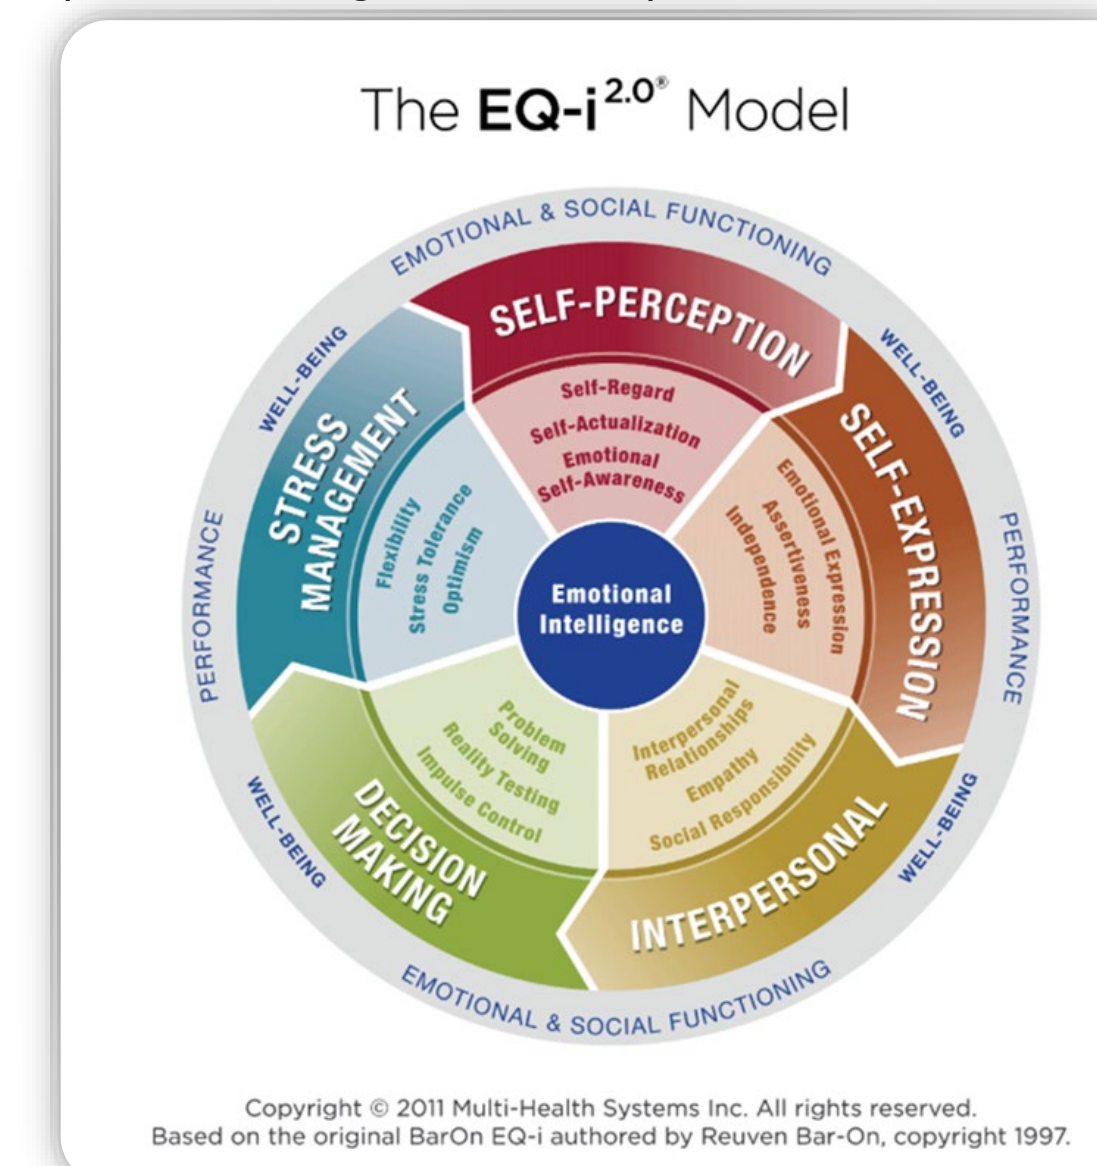 The EQ-i 2.0® Model
EMOTIONAL & SOCIAL FUNCTIONING
WELL-BEING
WELL-BEING
PERFORMANCE
PERFORMANCE
WELL-BEING
WELL-BEING
EMOTIONAL & SOCIAL FUNCTIONING
SELF-PERCEPTION
Self-Regard
Self-Actualization
Emotional
Self-Awareness
SELF-EXPRESSION
Emotional Expression
Assertiveness
Independence
INTERPERSONAL
Interpersonal
Relationships
Empathy
Social Responsibility
DECISION
MAKING
Problem
Solving
Reality Testing
Impulse Control
STRESS
MANAGEMENT
Flexibility
Stress Tolerance
Optimism
Emotional
Intelligence
Copyright © 2011 Multi-Health Systems Inc. All rights reserved.
Based on the original BarOn EQ-i authored by Reuven Bar-On, copyright 1997.